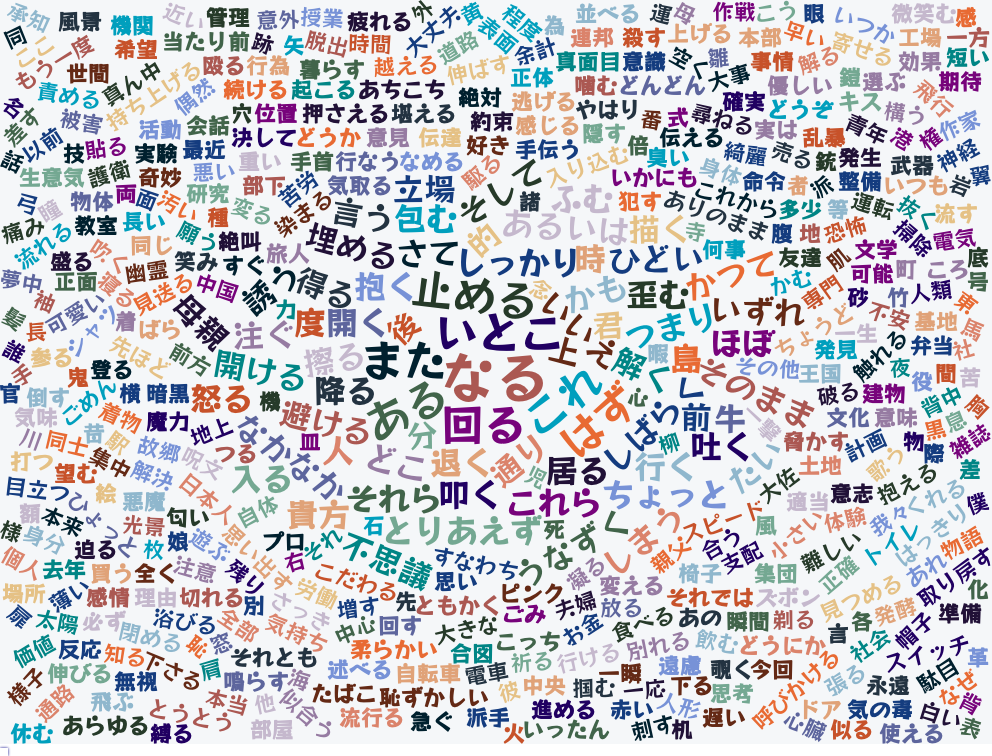 承知 風景 機関 近い 管理 意外 授業 疲れる 外 大丈夫 黄 程度 為 並べる 運 母 作戦 こう 眼 いつか 微笑む 感
同 ここ 希望 当たり前 跡 矢 脱出 時間 道路 表面 余計 連邦 殺す 上げる 本部 早い 寄せる 工場 一方
もう一度 世間 真ん中 殴る 行為 暮らす 越える 伸ばす 正体 真面目 意識 空く 雛 大事 事情 解る 効果 短い
責める 持ち上げる 偶然 続ける 起こる あちこち 絶対 逃げる 噛む どんどん 確実 優しい 鎧 選ぶ 飛行 期待
差す 被害 穴 位置 押さえる 堪える 約束 感じる やはり 番 式 尋ねる どうぞ キス 構う 作家
話 以前 技 貼る 活動 会話 決して どうか 意見 伝達 好き 手伝う 隠す 倍 伝える 実は 乱暴 青年 港 権
生意気 護衛 実験 最近 重い 手首 行なう なめる 駆る 入り込む 臭い 身体 綺麗 売る 銃 発生 武器 神経
弓 瞳 物体 両 奇妙 悪い 部下 苦労 気取る 立場 そして 諸 いかにも これから 命令 者 派 整備 いつも 岩 翼
痛み 教室 面 汚い 研究 変る 染まる 言う 包む ふむ 犯す ありのまま 多少 等 運転 抜く 流す
流れる 長い 種 願う 絶叫 旅人 埋める さて 的 あるいは 描く 寺 腹 地 恐怖 掃除 電気
夢中 盛る 吹く 同じ 幽霊 笑み すぐ う 得る しっかり 時 ひどい 何事 友達 肌 文学 可能 町 ころ 底 号
袖 正面 溜める 見送る 中国 誘う 力 抱く 止める 念 いい かも 歪む かつて かむ 専門 砂 竹 人類 東
髪 長 可愛い シャツ 着 ばら 母親 注ぐ 度 開く 後 いとこ 上 君 つまり いずれ ちょうど 一生 不安 基地 馬
誰 参る 先ほど 前方 開ける 擦る また え 解く 暇 島 ほぼ その他 発見 触れる 弁当 社
手 鬼 登る なる これ 心 そのまま 王国 夜 役 間 苦
官 倒す ごめん 横 暗黒 怒る 機 降る ある 回る はず しばらく 前 牛 一撃 破る 建物 背中
気味 着物 魔力 地上 避ける 分 通り 柳 吐く 脅かす 文化 意味 黒 息 雑誌
川 同士 苗 駅 故郷 つる なかなか 皿 人 どこ 退く 児 居る 行く たい 土地 計画 物 際
打つ 望む 集中 解決 呪文 入る それら 叩く これら ちょっと 大佐 歌う 抱える 差
目立つ ひょっと 絵 悪魔 日本人 自体 貴方 とりあえず 死 うなずく しまう スピード 適当 意志 我々 くれる 僕
様 額 本来 光景 匂い プロ 石 不思議 すなわち 親父 合う 風 小さい 体験 トイレ はっきり
個人 身分 迫る 枚 娘 遊ぶ 思い出す 右 それ こだわる 思い 凝る 支配 難しい あれ 物語
場所 去年 買う 全く 注意 残り 労働 ピンク 変える 椅子 集団 正確 取り戻す 化
扉 薄い 感情 理由 切れる 別 さっき 増す 先 ともかく ごみ 夫婦 放る それでは ズボン 見つめる 準備
太陽 必ず 浴びる 全部 気持ち 中心 回す 大きな こっち お金 食べる あの 瞬間 剃る 言 各 発酵 帽子
価値 反応 知る 閉める 恥 窓 それとも 柔らかい 合図 祈る 行ける 別れる 飲む どうにか 社会 スイッチ 革
様子 伸びる 無視 下さる 肩 鳴らす 海 述べる 自転車 電車 一瞬 遠慮 覗く 今回 呼びかける 張る 永遠 駄目 なぜ
通路 飛ぶ とうとう 本当 他 似合う たばこ 恥ずかしい 彼 中央 掴む 一応 下る 思考 ドア 気の毒 白い 背
休む あらゆる 縛る 部屋 流行る 急ぐ 派手 火 いったん 進める 赤い 人形 刺す 机 遅い 心臓 似る 使える 表